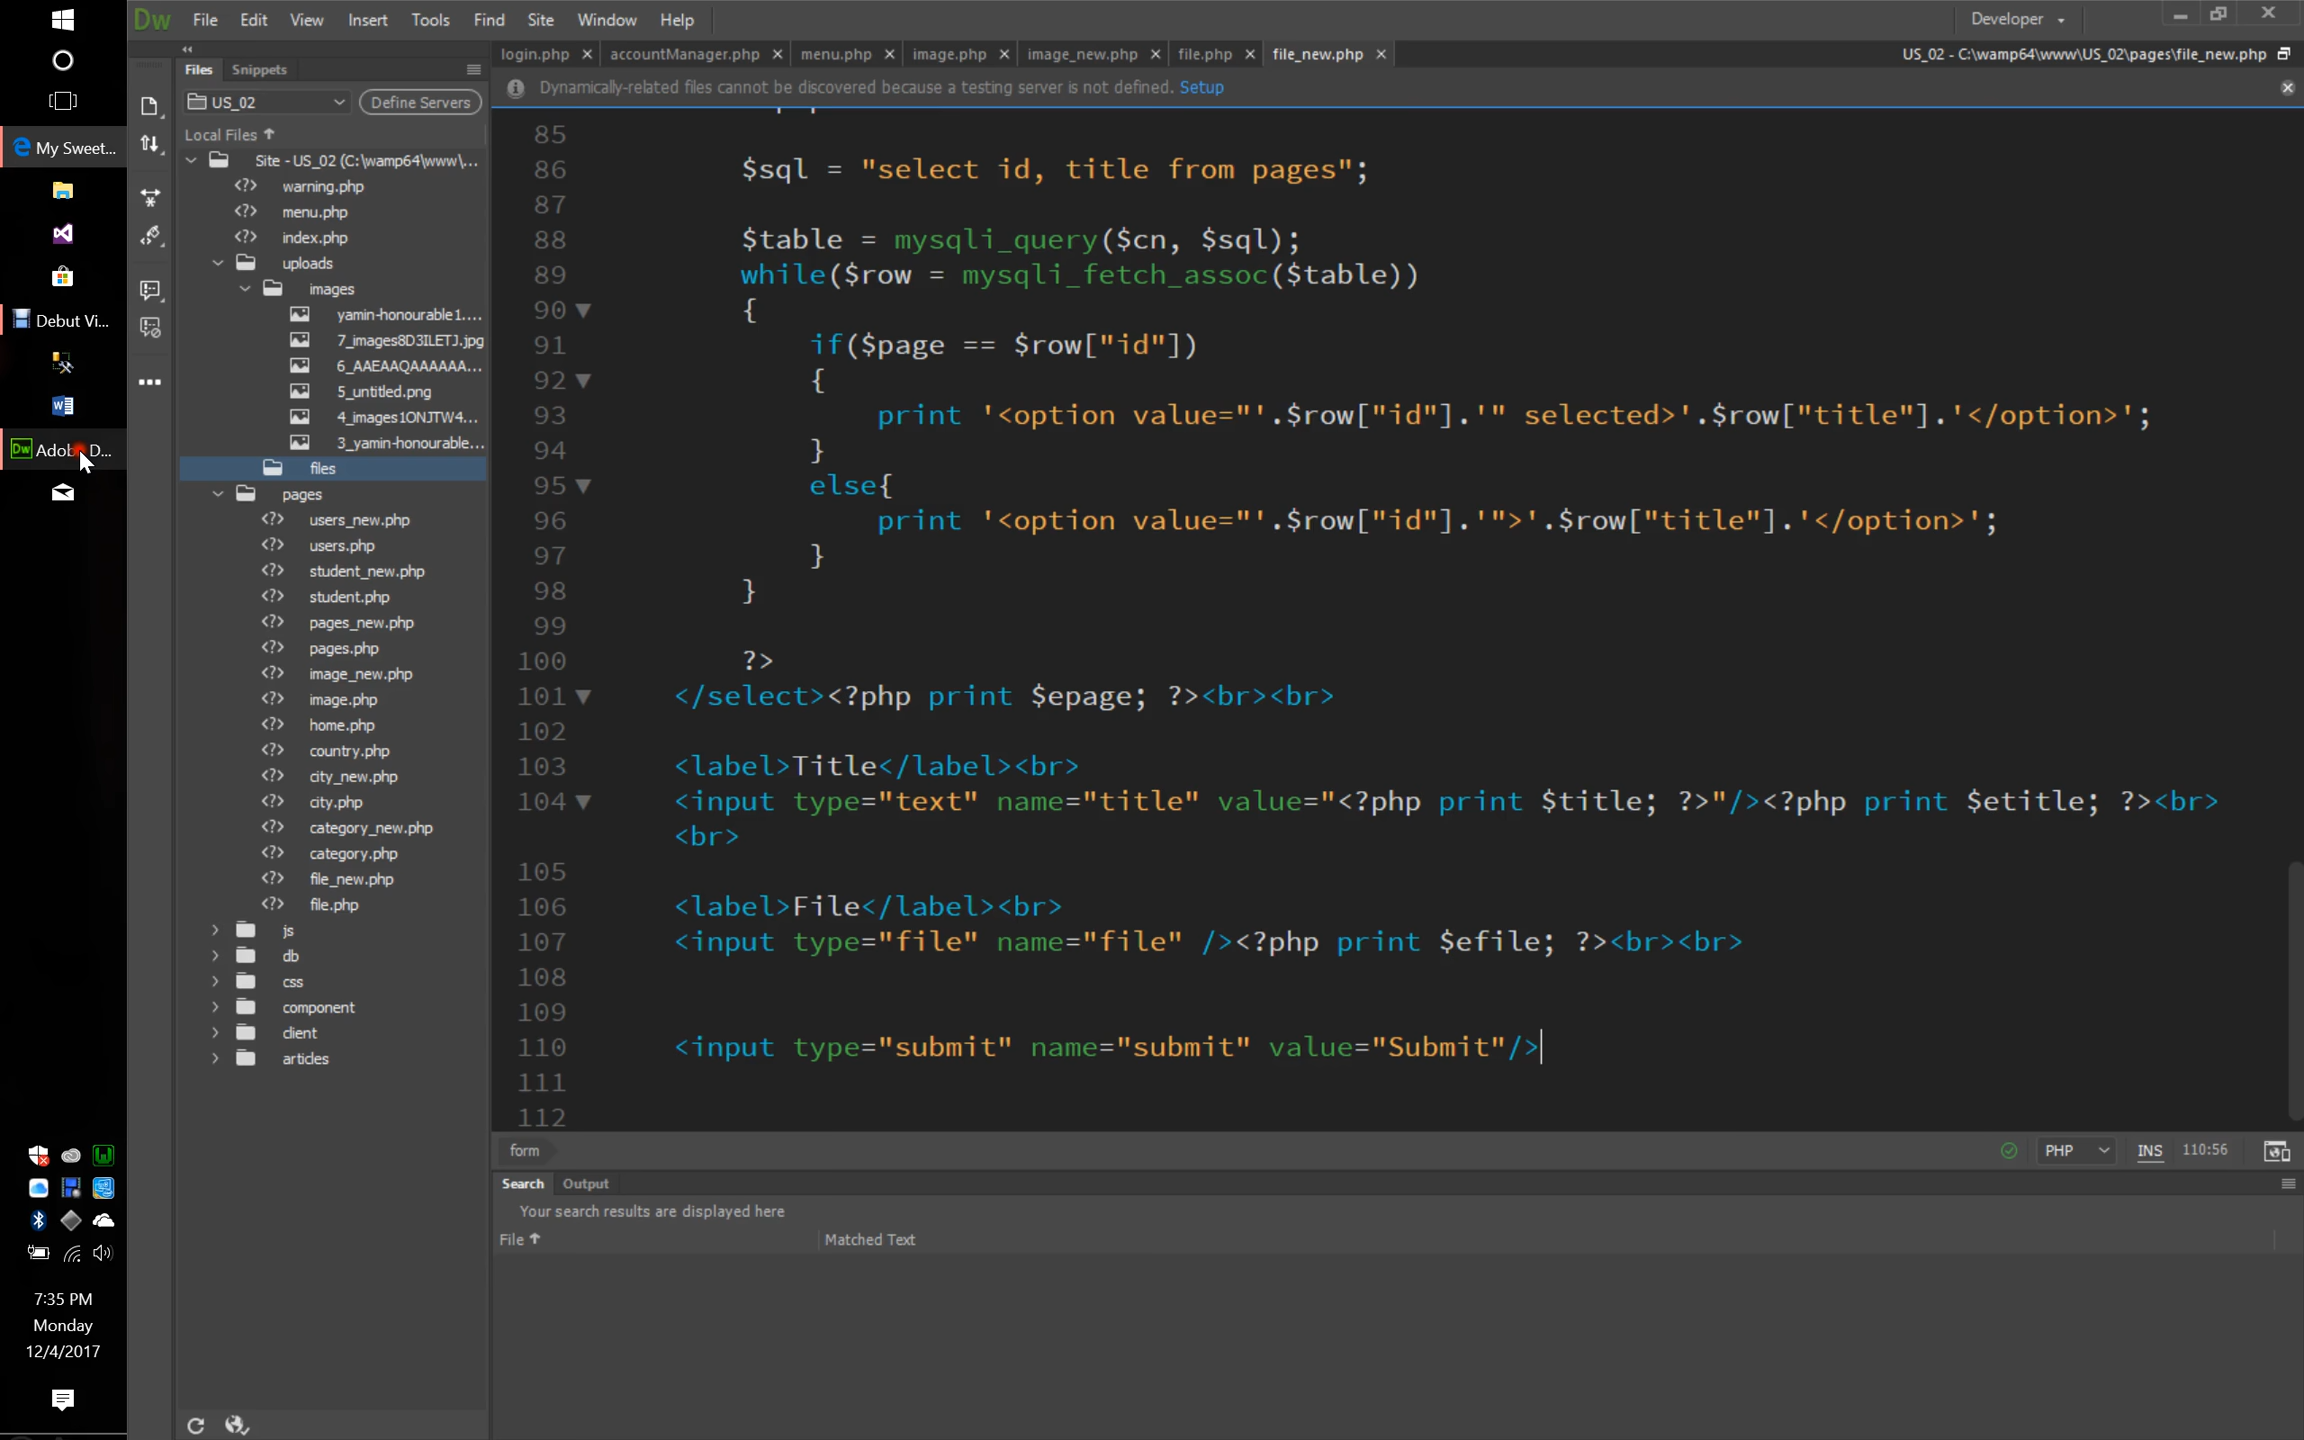 Dw File Edit View Insert Tools Find Site Window Help
Developer
login.php accountManager.php menu.php image.php image_new.php file.php file_new.php
US_02 - C:\wamp64\www\US_02\pages\file_new.php
Dynamically-related files cannot be discovered because a testing server is not defined. Setup
My Sweet...
Debut Vi...
Dw Adob D...
7:35 PM
Monday
12/4/2017
Files Snippets
US_02 Define Servers
Local Files
Site - US_02 (C:\wamp64\www\...
warning.php
menu.php
index.php
uploads
images
yamin-honourable1....
7_images8D3ILETJ.jpg
6_AAEAAQAAAAAA...
5_untitled.png
4_images1ONJTW4...
3_yamin-honourable...
files
pages
users_new.php
users.php
student_new.php
student.php
pages_new.php
pages.php
image_new.php
image.php
home.php
country.php
city_new.php
city.php
category_new.php
category.php
file_new.php
file.php
js
db
css
component
client
articles
85
86 $sql = "select id, title from pages";
87
88 $table = mysqli_query($cn, $sql);
89 while($row = mysqli_fetch_assoc($table))
90 {
91 if($page == $row["id"])
92 {
93 print '<option value="'.$row["id"].'" selected>'.$row["title"].'</option>';
94 }
95 else{
96 print '<option value="'.$row["id"].'">'.$row["title"].'</option>';
97 }
98 }
99
100 ?>
101 </select><?php print $epage; ?><br><br>
102
103 <label>Title</label><br>
104 <input type="text" name="title" value="<?php print $title; ?>"/><?php print $etitle; ?><br>
<br>
105
106 <label>File</label><br>
107 <input type="file" name="file" /><?php print $efile; ?><br><br>
108
109
110 <input type="submit" name="submit" value="Submit"/>
111
112
form
PHP INS 110:56
Search Output
Your search results are displayed here
File Matched Text